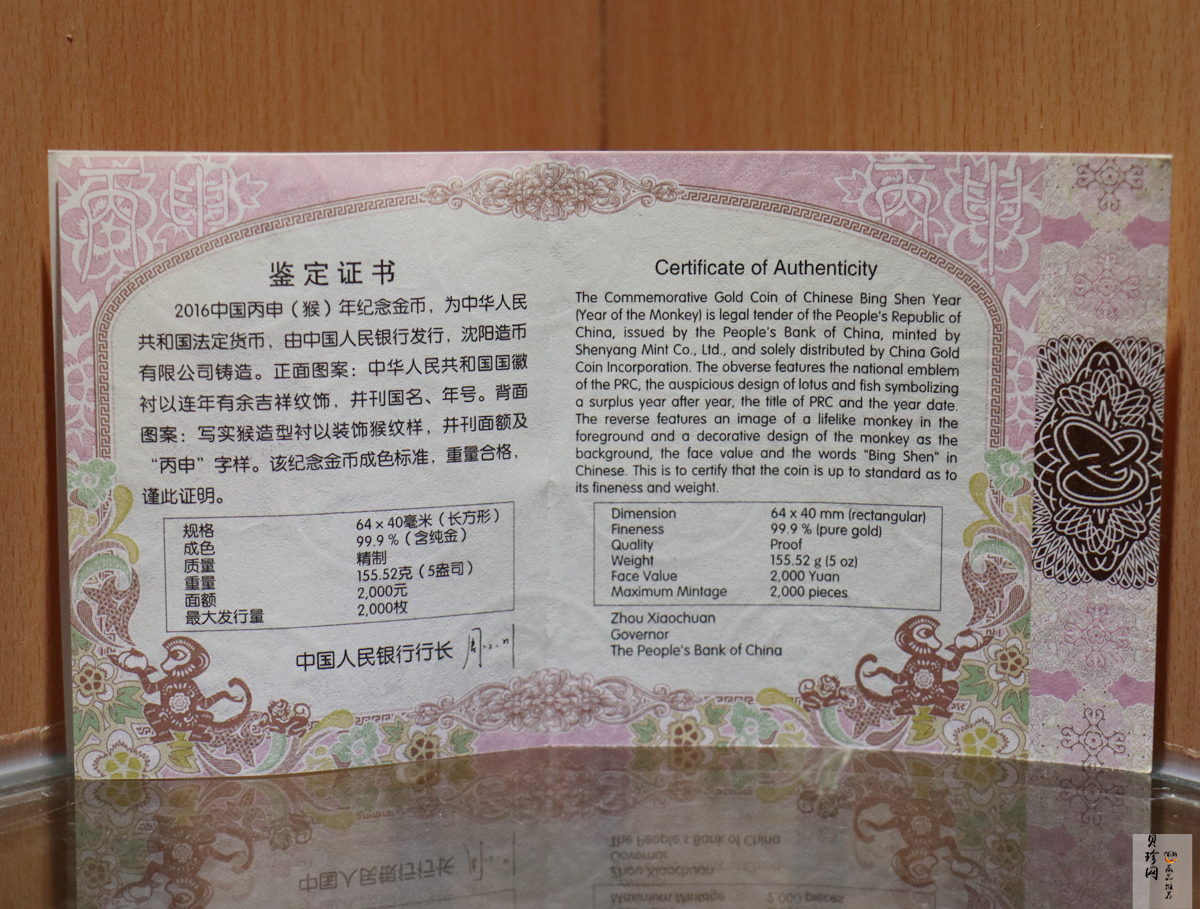 丙申
丙申
鉴定证书
2016中国丙申（猴）年纪念金币，为中华人民
共和国法定货币，由中国人民银行发行，沈阳造币
有限公司铸造。正面图案：中华人民共和国国徽
衬以连年有余吉祥纹饰，并刊国名、年号。背面
图案：写实猴造型衬以装饰猴纹样，并刊面额及
“丙申”字样。该纪念金币成色标准，重量合格，
谨此证明。
规格 64×40毫米（长方形）
成色 99.9％（含纯金）
质量 精制
重量 155.52克（5盎司）
面额 2,000元
最大发行量 2,000枚
中国人民银行行长
Certificate of Authenticity
The Commemorative Gold Coin of Chinese Bing Shen Year
(Year of the Monkey) is legal tender of the People's Republic of
China, issued by the People's Bank of China, minted by
Shenyang Mint Co., Ltd., and solely distributed by China Gold
Coin Incorporation. The obverse features the national emblem
of the PRC, the auspicious design of lotus and fish symbolizing
a surplus year after year, the title of PRC and the year date.
The reverse features an image of a lifelike monkey in the
foreground and a decorative design of the monkey as the
background, the face value and the words "Bing Shen" in
Chinese. This is to certify that the coin is up to standard as to
its fineness and weight.
Dimension 64 x 40 mm (rectangular)
Fineness 99.9 % (pure gold)
Quality Proof
Weight 155.52 g (5 oz)
Face Value 2,000 Yuan
Maximum Mintage 2,000 pieces
Zhou Xiaochuan
Governor
The People's Bank of China
贝珍网
藏品推荐